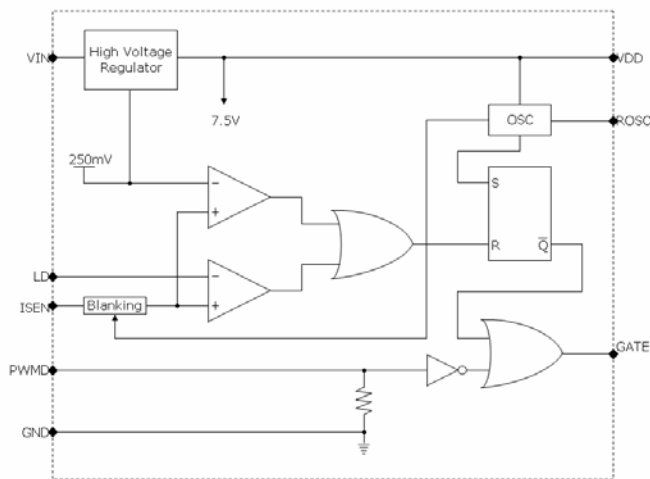 High Voltage
Regulator
VIN
VDD
7.5V
OSC
ROSC
250mV
−
+
S
R
Q̅
LD
−
ISEN
Blanking
+
GATE
PWMD
GND